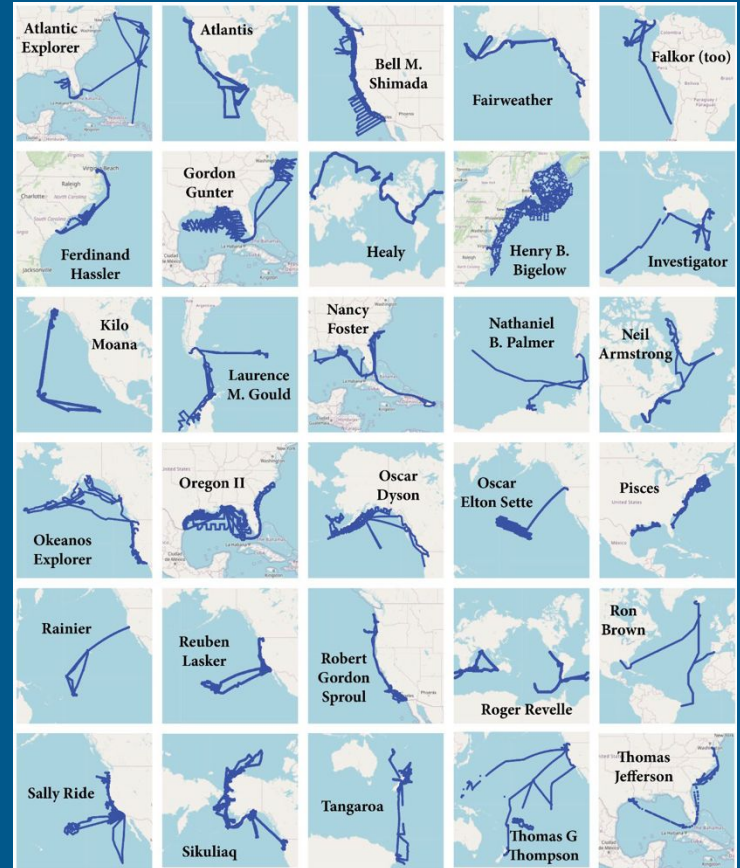 Atlantic
Explorer
Atlantis
Bell M.
Shimada
Fairweather
Falkor (too)
Ferdinand
Hassler
Gordon
Gunter
Healy
Henry B.
Bigelow
Investigator
Kilo
Moana
Laurence
M. Gould
Nancy
Foster
Nathaniel
B. Palmer
Neil
Armstrong
Okeanos
Explorer
Oregon II
Oscar
Dyson
Oscar
Elton Sette
Pisces
Rainier
Reuben
Lasker
Robert
Gordon
Sproul
Roger Revelle
Ron
Brown
Sally Ride
Sikuliaq
Tangaroa
Thomas G
Thompson
Thomas
Jefferson